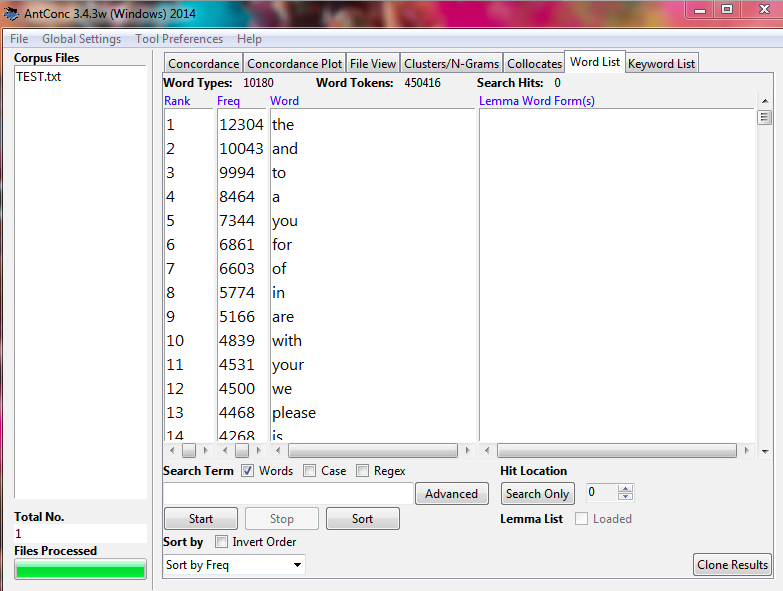 AntConc 3.4.3w (Windows) 2014
File Global Settings Tool Preferences Help
Corpus Files
TEST.txt
Concordance Concordance Plot File View Clusters/N-Grams Collocates Word List Keyword List
Word Types: 10180 Word Tokens: 450416 Search Hits: 0
Rank Freq Word Lemma Word Form(s)
1 12304 the
2 10043 and
3 9994 to
4 8464 a
5 7344 you
6 6861 for
7 6603 of
8 5774 in
9 5166 are
10 4839 with
11 4531 your
12 4500 we
13 4468 please
14 4268 is
Search Term Words Case Regex Hit Location
Advanced Search Only 0
Start Stop Sort Lemma List Loaded
Total No.
1
Files Processed
Sort by Invert Order
Sort by Freq
Clone Results